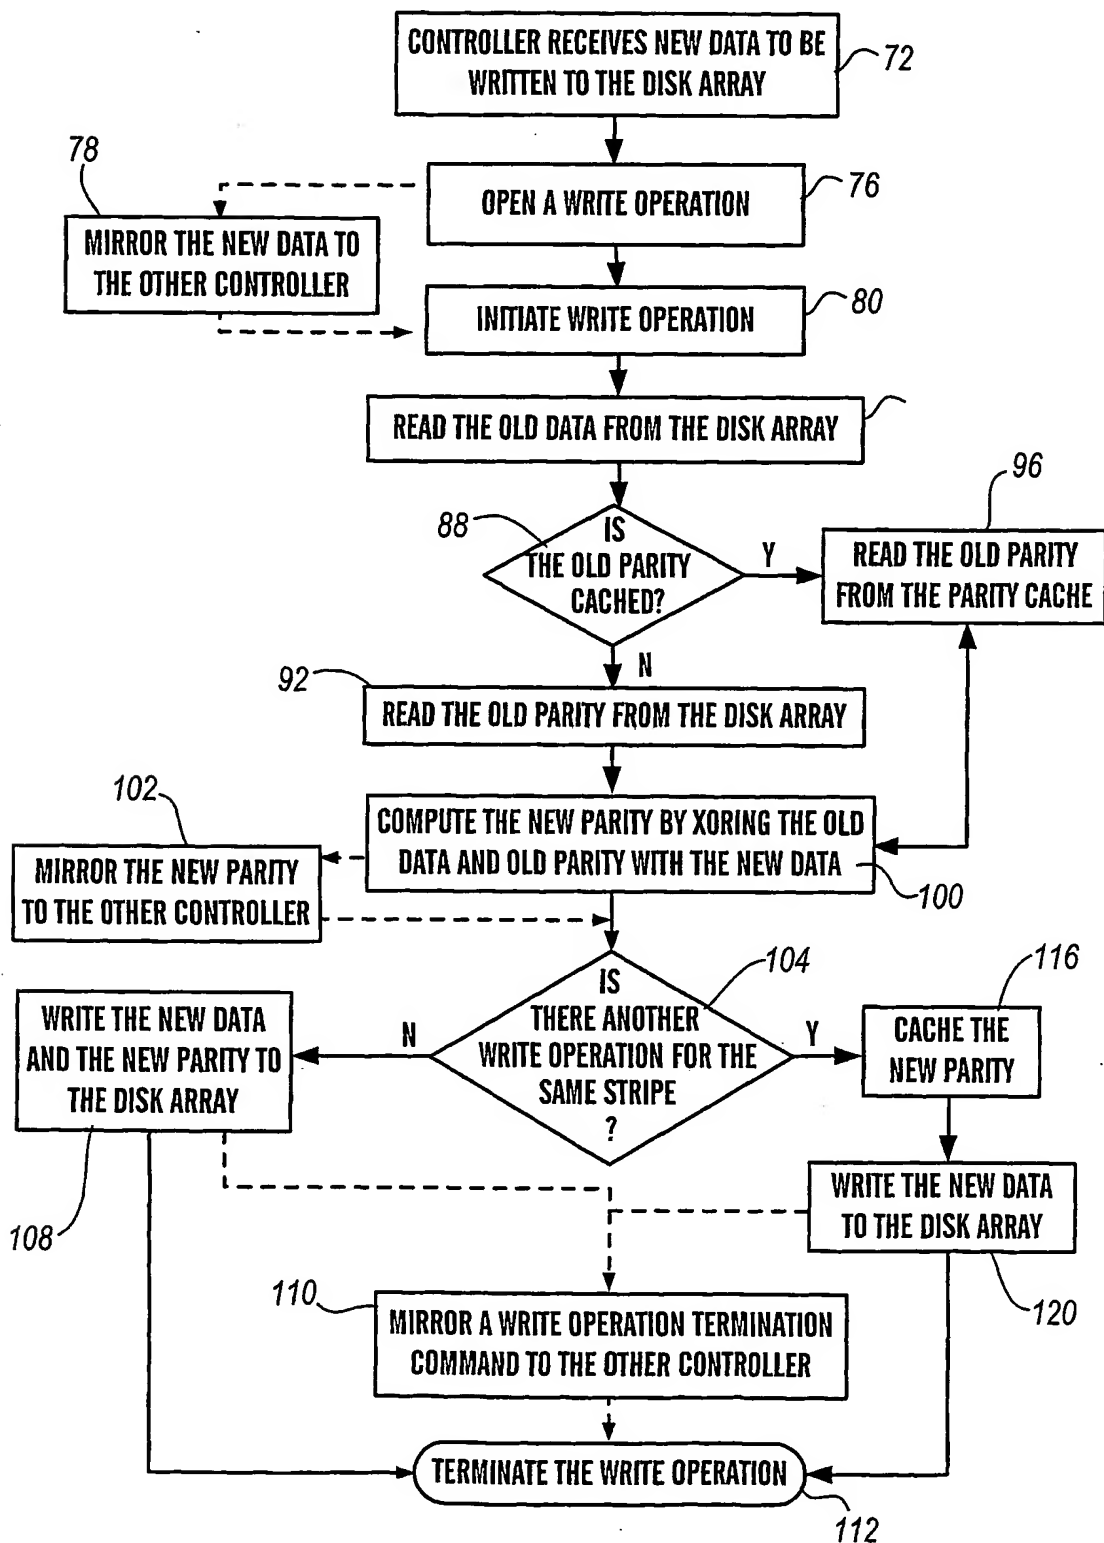 CONTROLLER RECEIVES NEW DATA TO BE
WRITTEN TO THE DISK ARRAY
72
78
OPEN A WRITE OPERATION
76
MIRROR THE NEW DATA TO
THE OTHER CONTROLLER
INITIATE WRITE OPERATION
80
READ THE OLD DATA FROM THE DISK ARRAY
88
IS
THE OLD PARITY
CACHED?
Y
96
READ THE OLD PARITY
FROM THE PARITY CACHE
N
92
READ THE OLD PARITY FROM THE DISK ARRAY
102
COMPUTE THE NEW PARITY BY XORING THE OLD
DATA AND OLD PARITY WITH THE NEW DATA
100
MIRROR THE NEW PARITY
TO THE OTHER CONTROLLER
104
IS
THERE ANOTHER
WRITE OPERATION FOR THE
SAME STRIPE
?
N
Y
116
WRITE THE NEW DATA
AND THE NEW PARITY TO
THE DISK ARRAY
108
CACHE THE
NEW PARITY
WRITE THE NEW DATA
TO THE DISK ARRAY
120
110
MIRROR A WRITE OPERATION TERMINATION
COMMAND TO THE OTHER CONTROLLER
TERMINATE THE WRITE OPERATION
112